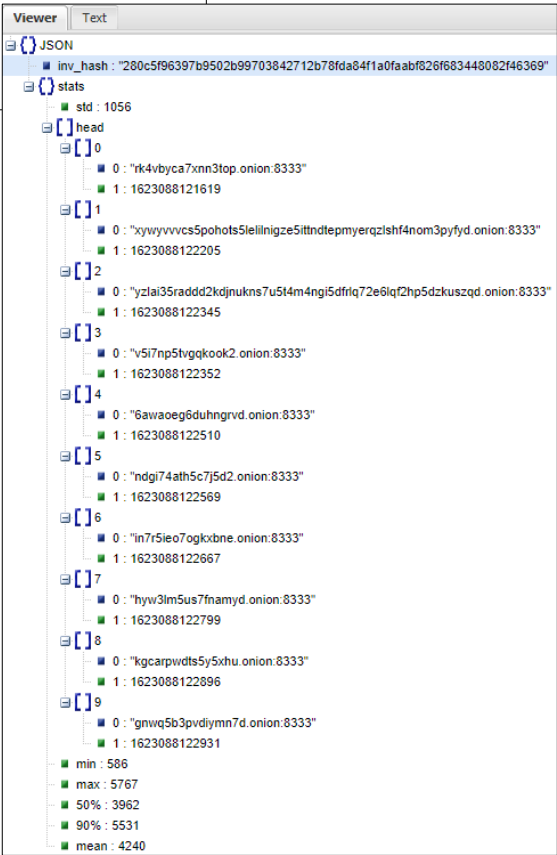 Viewer Text
JSON
inv_hash : "280c5f96397b9502b99703842712b78fda84f1a0faabf826f683448082f46369"
stats
std : 1056
head
0
0 : "rk4vbyca7xnn3top.onion:8333"
1 : 1623088121619
1
0 : "xywyvvvcs5pohots5lelilnigze5ittndtepmyerqzlshf4nom3pyfyd.onion:8333"
1 : 1623088122205
2
0 : "yzlai35raddd2kdjnukns7u5t4m4ngi5dfrlq72e6lqf2hp5dzkuszqd.onion:8333"
1 : 1623088122345
3
0 : "v5i7np5tvgqkook2.onion:8333"
1 : 1623088122352
4
0 : "6awaoeg6duhngrvd.onion:8333"
1 : 1623088122510
5
0 : "ndgi74ath5c7j5d2.onion:8333"
1 : 1623088122569
6
0 : "in7r5ieo7ogkxbne.onion:8333"
1 : 1623088122667
7
0 : "hyw3lm5us7fnamyd.onion:8333"
1 : 1623088122799
8
0 : "kgcarpwdts5y5xhu.onion:8333"
1 : 1623088122896
9
0 : "gnwq5b3pvdiymn7d.onion:8333"
1 : 1623088122931
min : 586
max : 5767
50% : 3962
90% : 5531
mean : 4240